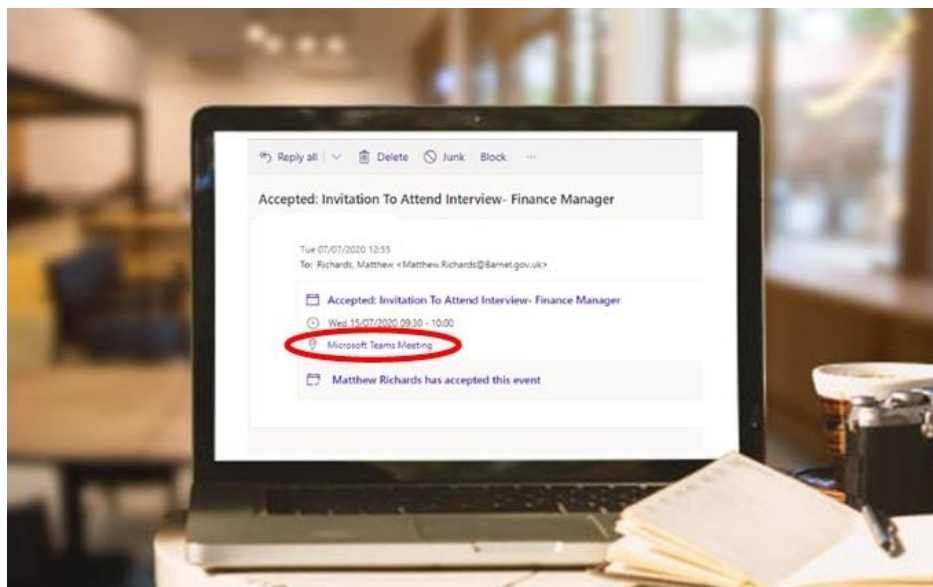 Reply all Delete Junk Block ...
Accepted: Invitation To Attend Interview- Finance Manager
Tue 07/07/2020 12:55
To: Richards, Matthew <Matthew.Richards@Barnet.gov.uk>
Accepted: Invitation To Attend Interview- Finance Manager
Wed 15/07/2020 09:30 - 10:00
Microsoft Teams Meeting
Matthew Richards has accepted this event